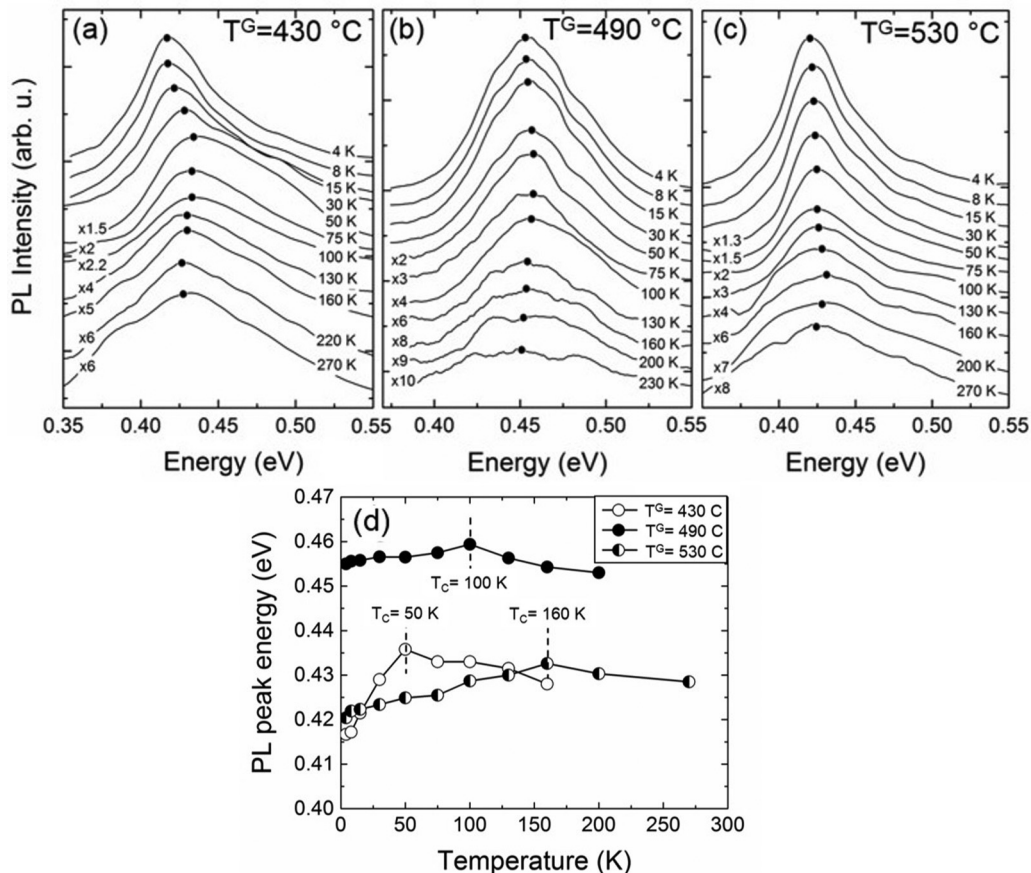 (a) Tᴳ=430 °C
PL Intensity (arb. u.)
4 K
8 K
15 K
30 K
50 K
75 K
100 K
130 K
160 K
220 K
270 K
x1.5
x2
x2.2
x4
x5
x6
x6
0.35 0.40 0.45 0.50 0.55
Energy (eV)
(b) Tᴳ=490 °C
4 K
8 K
15 K
30 K
50 K
75 K
100 K
130 K
160 K
200 K
230 K
x2
x3
x4
x6
x8
x9
x10
0.40 0.45 0.50 0.55
Energy (eV)
(c) Tᴳ=530 °C
4 K
8 K
15 K
30 K
50 K
75 K
100 K
130 K
160 K
200 K
270 K
x1.3
x1.5
x2
x3
x4
x6
x7
x8
0.40 0.45 0.50 0.55
Energy (eV)
(d)
Tᴳ= 430 C
Tᴳ= 490 C
Tᴳ= 530 C
T_C= 100 K
T_C= 50 K
T_C= 160 K
PL peak energy (eV)
0.47
0.46
0.45
0.44
0.43
0.42
0.41
0.40
0 50 100 150 200 250 300
Temperature (K)